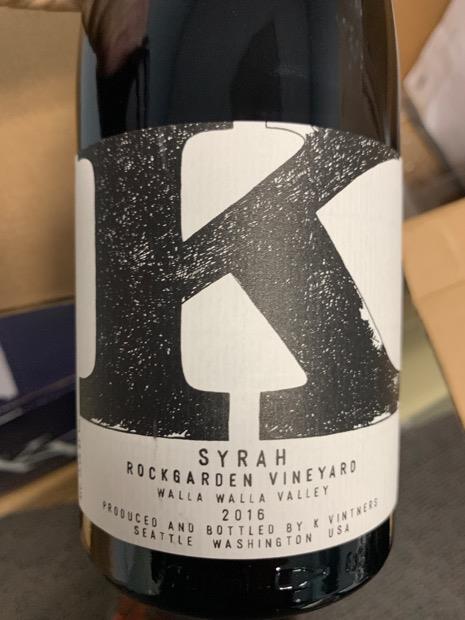 K
SYRAH
ROCKGARDEN VINEYARD
WALLA WALLA VALLEY
2016
PRODUCED AND BOTTLED BY K VINTNERS
SEATTLE WASHINGTON USA